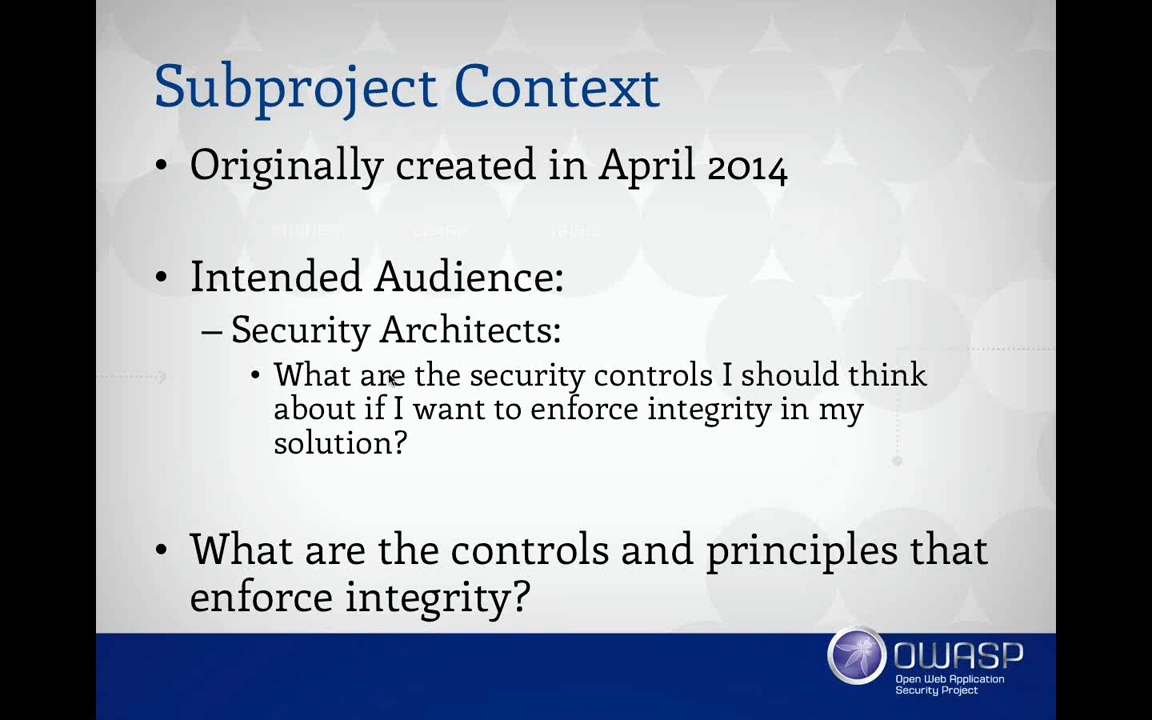 Subproject Context
• Originally created in April 2014
• Intended Audience:
– Security Architects:
• What are the security controls I should think
about if I want to enforce integrity in my
solution?
• What are the controls and principles that
enforce integrity?
OWASP
Open Web Application
Security Project